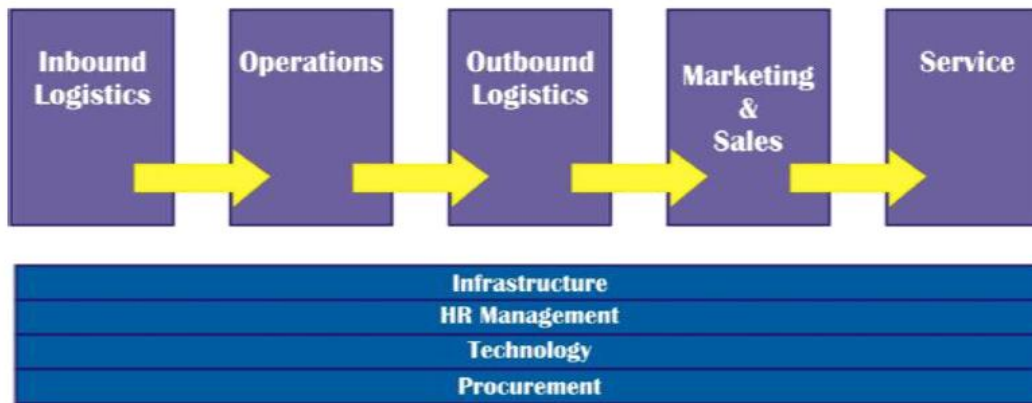 Inbound
Logistics
Operations
Outbound
Logistics
Marketing
&
Sales
Service
Infrastructure
HR Management
Technology
Procurement